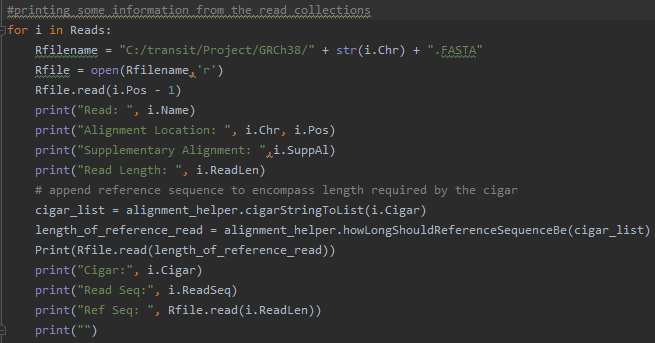 #printing some information from the read collections
for i in Reads:
    Rfilename = "C:/transit/Project/GRCh38/" + str(i.Chr) + ".FASTA"
    Rfile = open(Rfilename,'r')
    Rfile.read(i.Pos - 1)
    print("Read: ", i.Name)
    print("Alignment Location: ", i.Chr, i.Pos)
    print("Supplementary Alignment: ",i.SuppAl)
    print("Read Length: ", i.ReadLen)
    # append reference sequence to encompass length required by the cigar
    cigar_list = alignment_helper.cigarStringToList(i.Cigar)
    length_of_reference_read = alignment_helper.howLongShouldReferenceSequenceBe(cigar_list)
    Print(Rfile.read(length_of_reference_read))
    print("Cigar:", i.Cigar)
    print("Read Seq:", i.ReadSeq)
    print("Ref Seq: ", Rfile.read(i.ReadLen))
    print("")